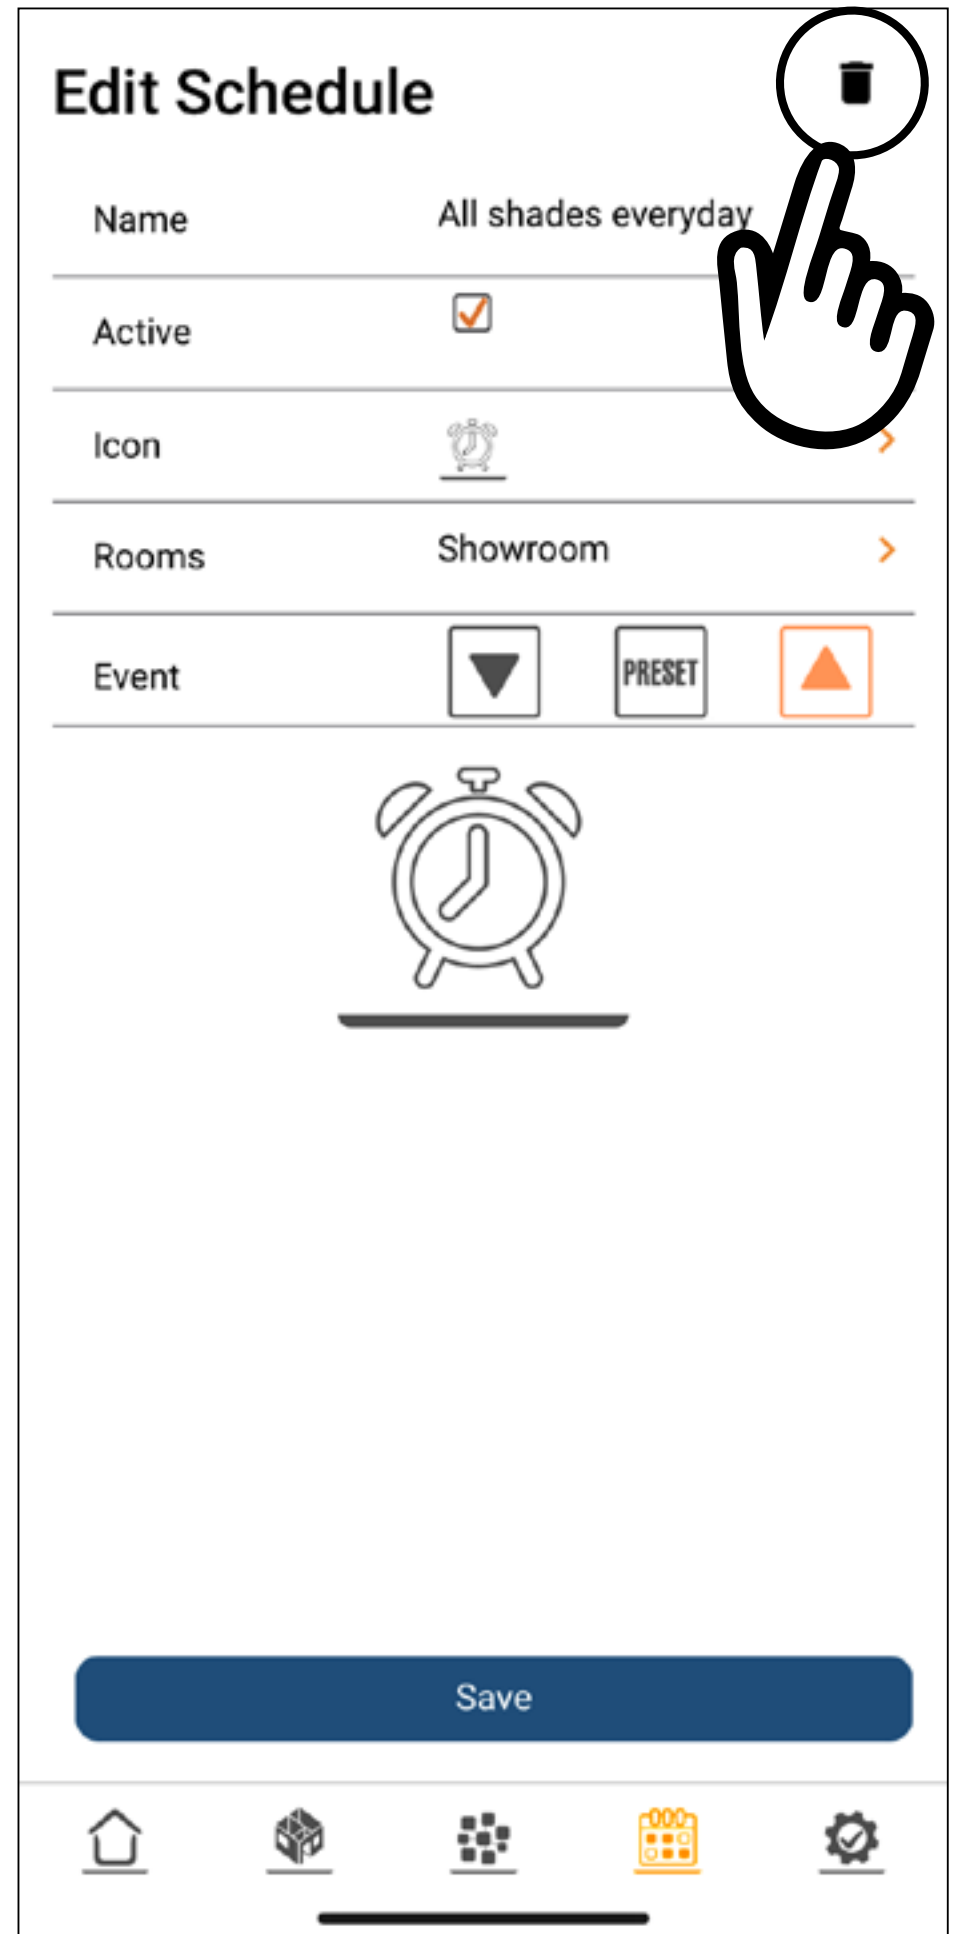 Edit Schedule
Name All shades everyday
Active
Icon
Rooms Showroom
Event PRESET
Save